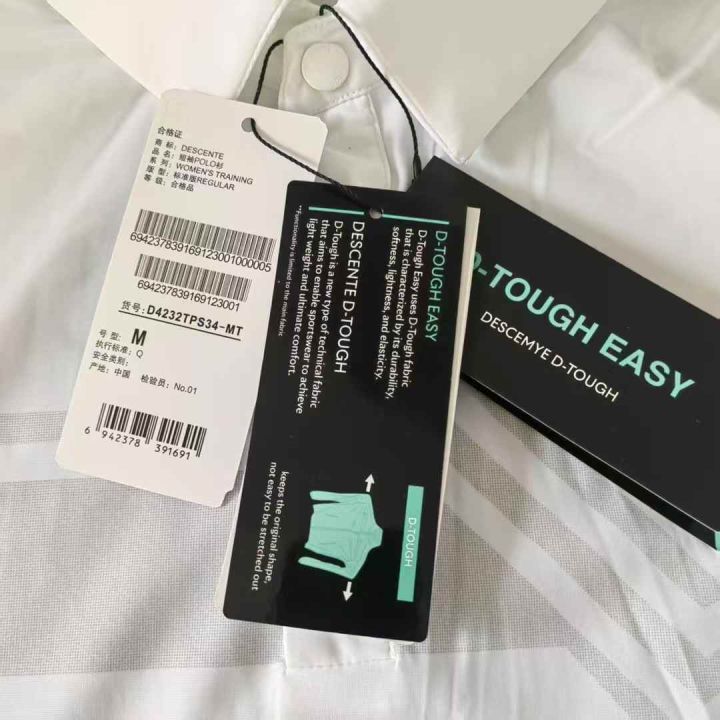 合格证
商 标: DESCENTE
品 名: 短袖POLO衫
系 列: WOMEN'S TRAINING
版 型: 标准版REGULAR
等 级: 合格品
69423783916912300100005
694237839169123001
货号: D4232TPS34-MT
号 型: M
执行标准: Q
安全类别:
产地: 中国 检验员: No.01
6 942378 391691
D-TOUGH EASY
D-Tough Easy uses D-Tough fabric
that is characterized by its durability,
softness, lightness, and elasticity.
DESCENTE D-TOUGH
D-Tough is a new type of technical fabric
that aims to enable sportswear to achieve
light weight and ultimate comfort.
*Functionality is limited to the main fabric
D-TOUGH
keeps the original shape,
not easy to be stretched out
D-TOUGH EASY
DESCEMYE D-TOUGH